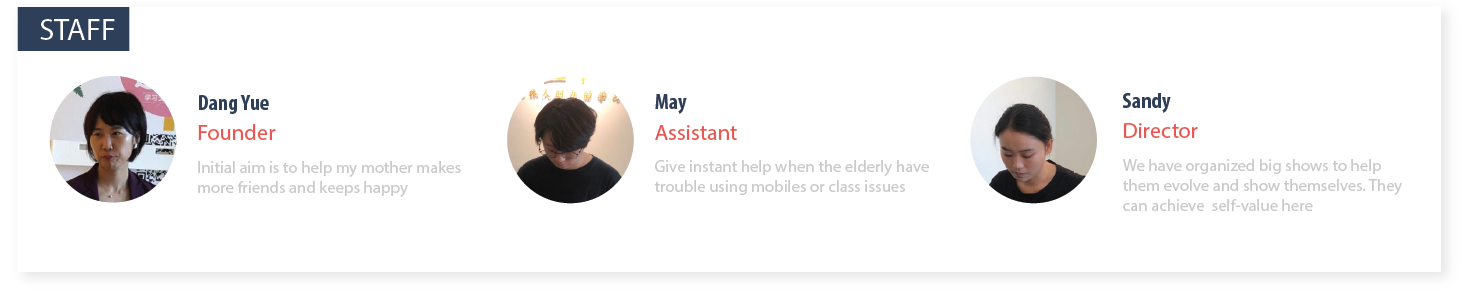 STAFF
Dang Yue
Founder
Initial aim is to help my mother makes
more friends and keeps happy
May
Assistant
Give instant help when the elderly have
trouble using mobiles or class issues
Sandy
Director
We have organized big shows to help
them evolve and show themselves. They
can achieve  self-value here